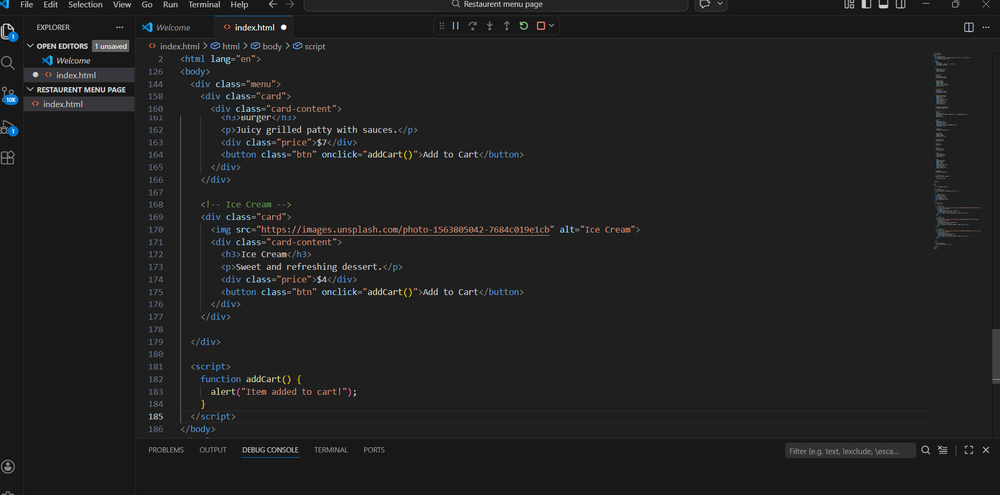 File Edit Selection View Go Run Terminal Help
Restaurent menu page
EXPLORER
Welcome
index.html
1
OPEN EDITORS 1 unsaved
Welcome
index.html
RESTAURENT MENU PAGE
10K
index.html
1
index.html > html > body > script
2 <html lang="en">
126 <body>
144 <div class="menu">
158 <div class="card">
160 <div class="card-content">
161 <h3>Burger</h3>
162 <p>Juicy grilled patty with sauces.</p>
163 <div class="price">$7</div>
164 <button class="btn" onclick="addCart()">Add to Cart</button>
165 </div>
166 </div>
167
168 <!-- Ice Cream -->
169 <div class="card">
170 <img src="https://images.unsplash.com/photo-1563805042-7684c019e1cb" alt="Ice Cream">
171 <div class="card-content">
172 <h3>Ice Cream</h3>
173 <p>Sweet and refreshing dessert.</p>
174 <div class="price">$4</div>
175 <button class="btn" onclick="addCart()">Add to Cart</button>
176 </div>
177 </div>
178
179 </div>
180
181 <script>
182 function addCart() {
183 alert("Item added to cart!");
184 }
185 </script>
186 </body>
PROBLEMS OUTPUT DEBUG CONSOLE TERMINAL PORTS
Filter (e.g. text, !exclude, \esca...